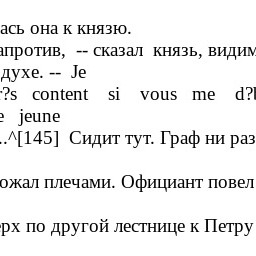 ась она к князю.
апротив, -- сказал князь, видим
духе. -- Je
r?s content si vous me d?b
e jeune
..^[145] Сидит тут. Граф ни раз
ожал плечами. Официант повел
ерх по другой лестнице к Петру